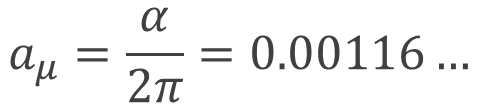 a_μ = α/2π = 0.00116 ...